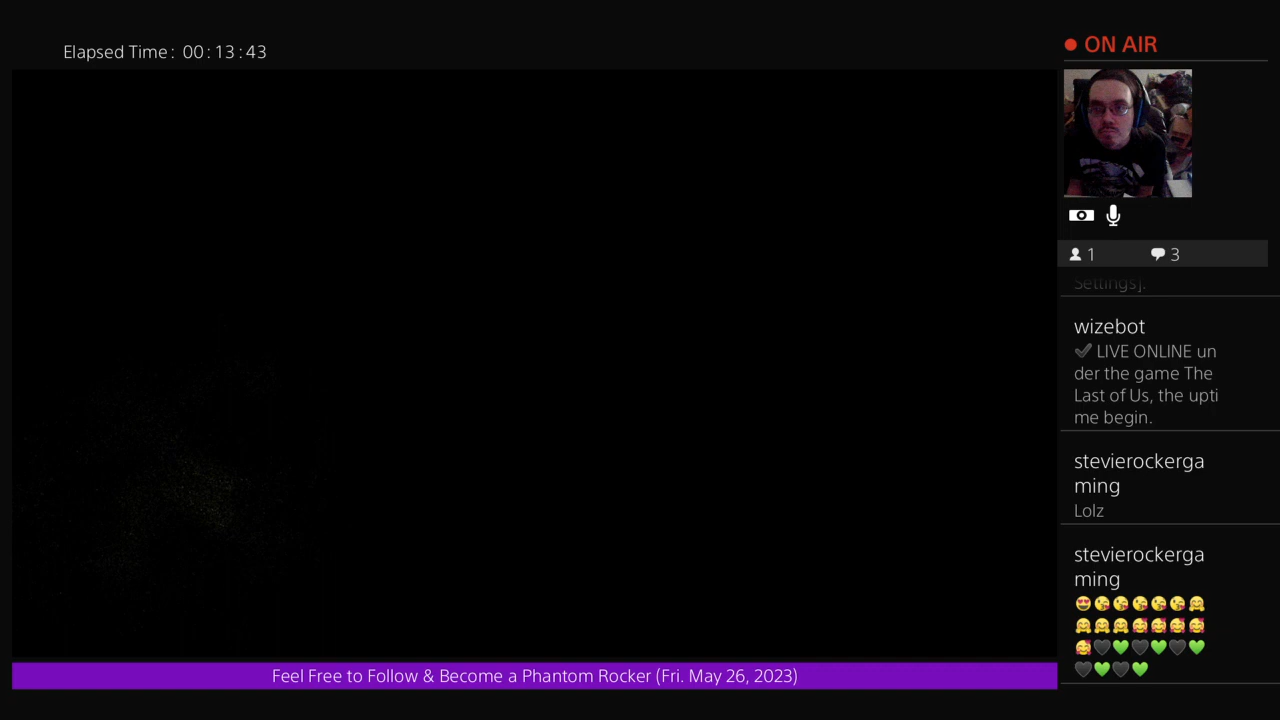 Elapsed Time: 00:13:43
ON AIR
1 3
Settings].
wizebot
✔ LIVE ONLINE un
der the game The
Last of Us, the upti
me begin.
stevierockerga
ming
Lolz
stevierockerga
ming
😍😘😘😘😘😘🤗
🤗🤗🤗🥰🥰🥰🥰
🥰🖤💚🖤💚🖤💚
🖤💚🖤💚
Feel Free to Follow & Become a Phantom Rocker (Fri. May 26, 2023)